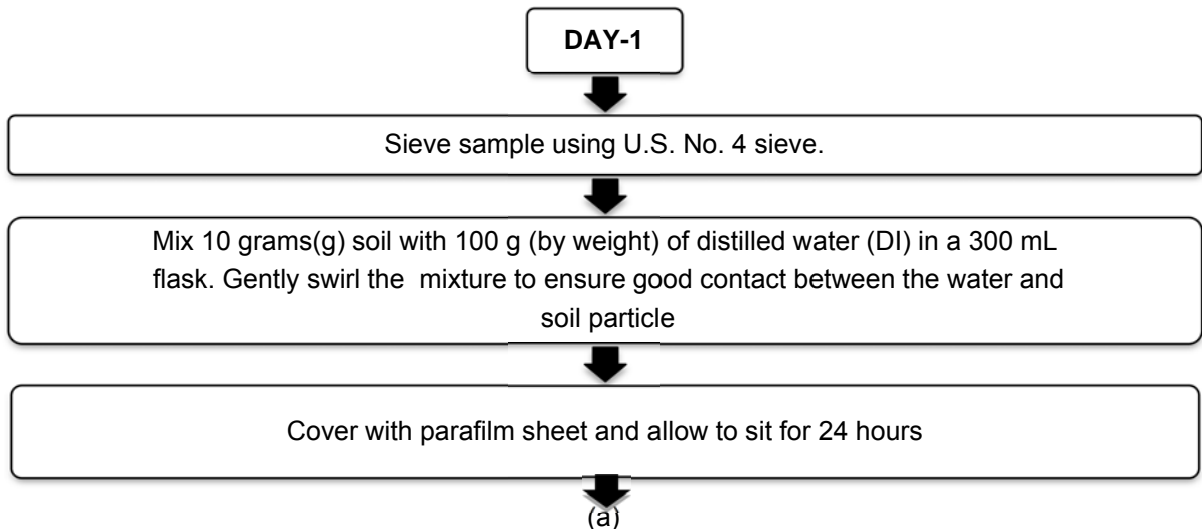 DAY-1
Sieve sample using U.S. No. 4 sieve.
Mix 10 grams(g) soil with 100 g (by weight) of distilled water (DI) in a 300 mL
flask. Gently swirl the mixture to ensure good contact between the water and
soil particle
Cover with parafilm sheet and allow to sit for 24 hours
(a)